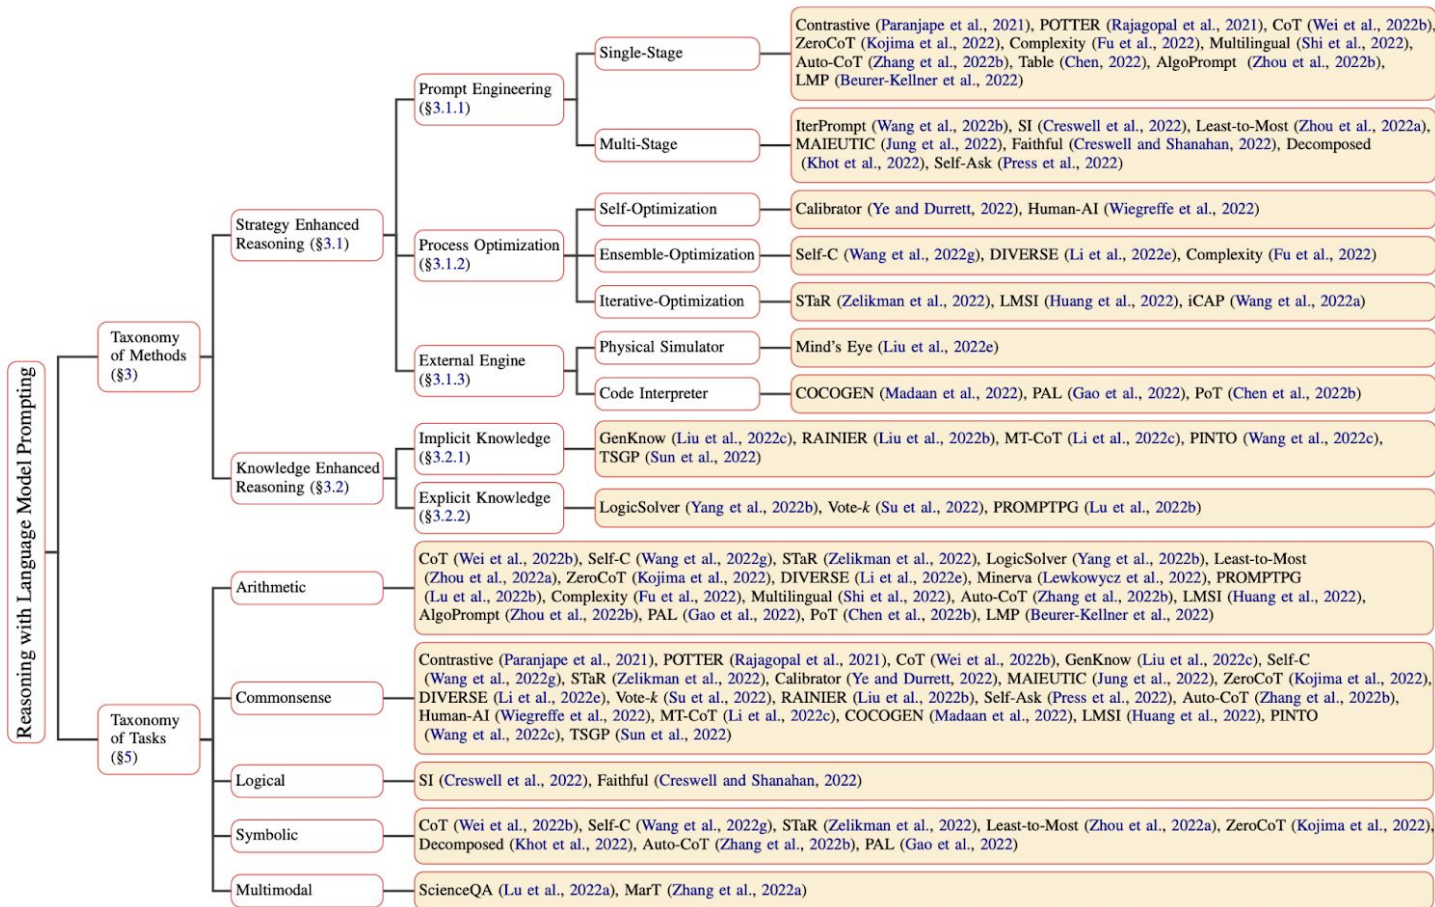 Reasoning with Language Model Prompting
Taxonomy
of Methods
(§3)
Strategy Enhanced
Reasoning (§3.1)
Prompt Engineering
(§3.1.1)
Single-Stage
Contrastive (Paranjape et al., 2021), POTTER (Rajagopal et al., 2021), CoT (Wei et al., 2022b),
ZeroCoT (Kojima et al., 2022), Complexity (Fu et al., 2022), Multilingual (Shi et al., 2022),
Auto-CoT (Zhang et al., 2022b), Table (Chen, 2022), AlgoPrompt (Zhou et al., 2022b),
LMP (Beurer-Kellner et al., 2022)
Multi-Stage
IterPrompt (Wang et al., 2022b), SI (Creswell et al., 2022), Least-to-Most (Zhou et al., 2022a),
MAIEUTIC (Jung et al., 2022), Faithful (Creswell and Shanahan, 2022), Decomposed
(Khot et al., 2022), Self-Ask (Press et al., 2022)
Process Optimization
(§3.1.2)
Self-Optimization
Calibrator (Ye and Durrett, 2022), Human-AI (Wiegreffe et al., 2022)
Ensemble-Optimization
Self-C (Wang et al., 2022g), DIVERSE (Li et al., 2022e), Complexity (Fu et al., 2022)
Iterative-Optimization
STaR (Zelikman et al., 2022), LMSI (Huang et al., 2022), iCAP (Wang et al., 2022a)
External Engine
(§3.1.3)
Physical Simulator
Mind's Eye (Liu et al., 2022e)
Code Interpreter
COCOGEN (Madaan et al., 2022), PAL (Gao et al., 2022), PoT (Chen et al., 2022b)
Knowledge Enhanced
Reasoning (§3.2)
Implicit Knowledge
(§3.2.1)
GenKnow (Liu et al., 2022c), RAINIER (Liu et al., 2022b), MT-CoT (Li et al., 2022c), PINTO (Wang et al., 2022c),
TSGP (Sun et al., 2022)
Explicit Knowledge
(§3.2.2)
LogicSolver (Yang et al., 2022b), Vote-k (Su et al., 2022), PROMPTPG (Lu et al., 2022b)
Taxonomy
of Tasks
(§5)
Arithmetic
CoT (Wei et al., 2022b), Self-C (Wang et al., 2022g), STaR (Zelikman et al., 2022), LogicSolver (Yang et al., 2022b), Least-to-Most
(Zhou et al., 2022a), ZeroCoT (Kojima et al., 2022), DIVERSE (Li et al., 2022e), Minerva (Lewkowycz et al., 2022), PROMPTPG
(Lu et al., 2022b), Complexity (Fu et al., 2022), Multilingual (Shi et al., 2022), Auto-CoT (Zhang et al., 2022b), LMSI (Huang et al., 2022),
AlgoPrompt (Zhou et al., 2022b), PAL (Gao et al., 2022), PoT (Chen et al., 2022b), LMP (Beurer-Kellner et al., 2022)
Commonsense
Contrastive (Paranjape et al., 2021), POTTER (Rajagopal et al., 2021), CoT (Wei et al., 2022b), GenKnow (Liu et al., 2022c), Self-C
(Wang et al., 2022g), STaR (Zelikman et al., 2022), Calibrator (Ye and Durrett, 2022), MAIEUTIC (Jung et al., 2022), ZeroCoT (Kojima et al., 2022),
DIVERSE (Li et al., 2022e), Vote-k (Su et al., 2022), RAINIER (Liu et al., 2022b), Self-Ask (Press et al., 2022), Auto-CoT (Zhang et al., 2022b),
Human-AI (Wiegreffe et al., 2022), MT-CoT (Li et al., 2022c), COCOGEN (Madaan et al., 2022), LMSI (Huang et al., 2022), PINTO
(Wang et al., 2022c), TSGP (Sun et al., 2022)
Logical
SI (Creswell et al., 2022), Faithful (Creswell and Shanahan, 2022)
Symbolic
CoT (Wei et al., 2022b), Self-C (Wang et al., 2022g), STaR (Zelikman et al., 2022), Least-to-Most (Zhou et al., 2022a), ZeroCoT (Kojima et al., 2022),
Decomposed (Khot et al., 2022), Auto-CoT (Zhang et al., 2022b), PAL (Gao et al., 2022)
Multimodal
ScienceQA (Lu et al., 2022a), MarT (Zhang et al., 2022a)